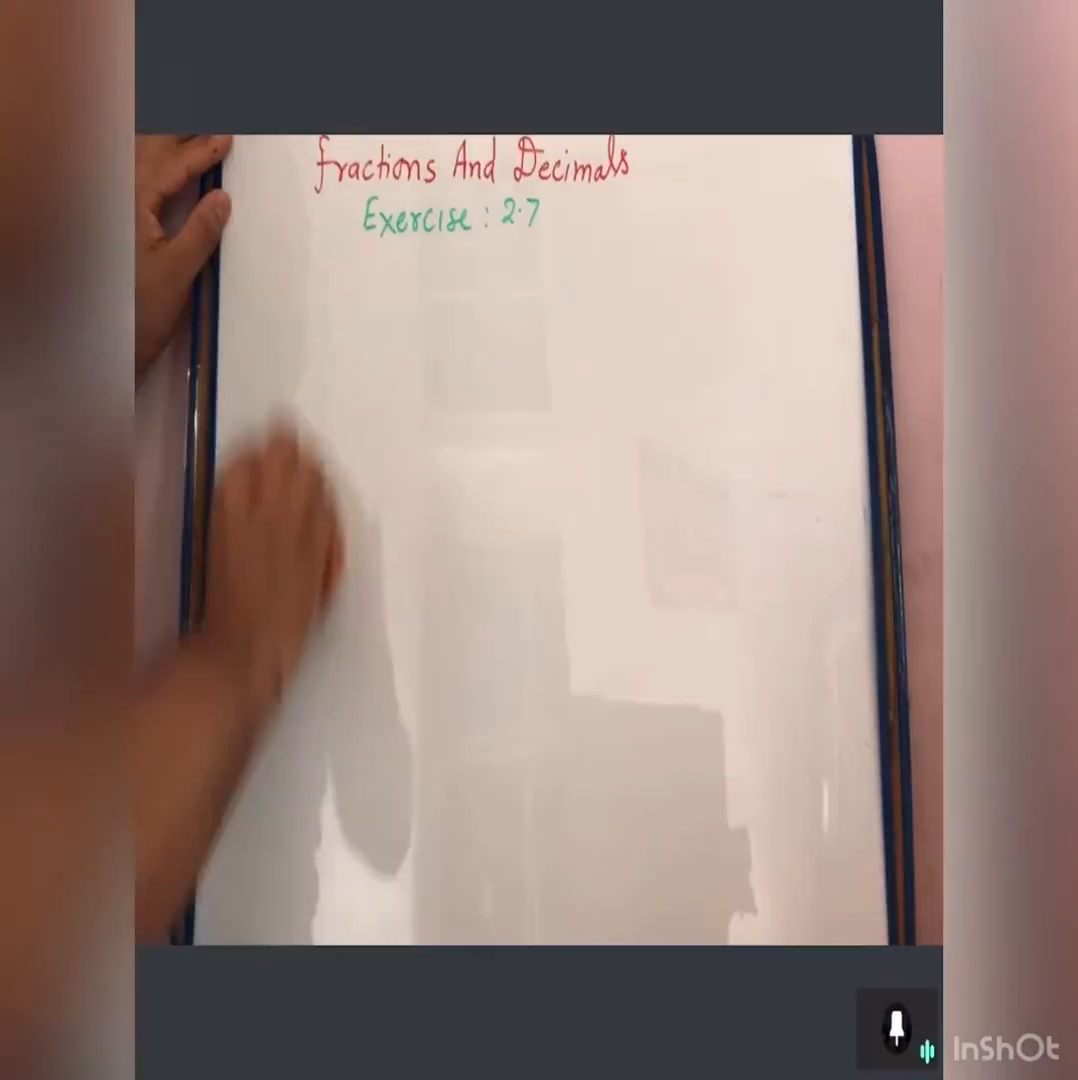 Fractions And Decimals
Exercise : 2.7
InShOt